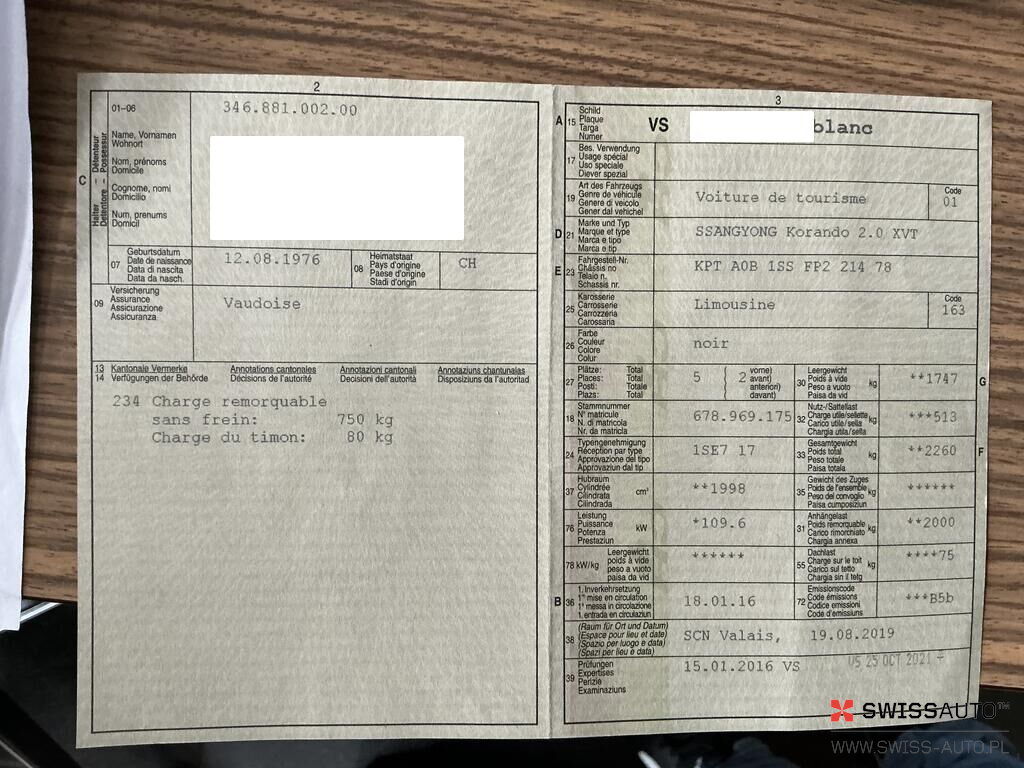 2
01–06
346.881.002.00
C
Halter – Détenteur
Detentore – Possessur
Name, Vornamen
Wohnort
Nom, prénoms
Domicile
Cognome, nomi
Domicilio
Num, prenums
Domicil
07
Geburtsdatum
Date de naissance
Data di nascita
Data da nasch.
12.08.1976
08
Heimatstaat
Pays d'origine
Paese d'origine
Stadi d'origin
CH
09
Versicherung
Assurance
Assicurazione
Assicuranza
Vaudoise
13 Kantonale Vermerke Annotations cantonales Annotazioni cantonali Annotaziuns chantunalas
14 Verfügungen der Behörde Décisions de l'autorité Decisioni dell'autorità Disposiziuns da l'autoritad
234 Charge remorquable
sans frein: 750 kg
Charge du timon: 80 kg
3
A
15
Schild
Plaque
Targa
Numer
VS
blanc
17
Bes. Verwendung
Usage spécial
Uso speciale
Diever spezial
19
Art des Fahrzeugs
Genre de véhicule
Genere di veicolo
Gener dal vehichel
Voiture de tourisme
Code
01
D
21
Marke und Typ
Marque et type
Marca e tipo
Marca e tip
SSANGYONG Korando 2.0 XVT
E
23
Fahrgestell-Nr.
Châssis no
Telaio n.
Schassis nr.
KPT A0B 1SS FP2 214 78
25
Karosserie
Carrosserie
Carrozzeria
Carossaria
Limousine
Code
163
26
Farbe
Couleur
Colore
Colur
noir
27
Plätze: Total
Places: Total
Posti: Totale
Plazs: Total
5 ( 2 vorne)
avant)
anteriori)
davant)
30
Leergewicht
Poids à vide
Peso a vuoto
Paisa da vid
kg
**1747
G
18
Stammnummer
N° matricule
N. di matricola
Nr. da matricla
678.969.175
32
Nutz-/Sattellast
Charge utile/sellette
Carico utile/sella
Chargia utila/sella
kg
***513
24
Typengenehmigung
Réception par type
Approvazione del tipo
Approvaziun dal tip
1SE7 17
33
Gesamtgewicht
Poids total
Peso totale
Paisa totala
kg
**2260
F
37
Hubraum
Cylindrée
Cilindrata
Cilindrada
cm³
**1998
35
Gewicht des Zuges
Poids de l'ensemble
Peso del convoglio
Paisa cumposiziun
kg
******
76
Leistung
Puissance
Potenza
Prestaziun
kW
*109.6
31
Anhängelast
Poids remorquable
Carico rimorchiato
Chargia annexa
kg
**2000
78 kW/kg
Leergewicht
poids à vide
peso a vuoto
paisa da vid
******
55
Dachlast
Charge sur le toit
Carico sul tetto
Chargia sin il tetg
kg
****75
B
36
1. Inverkehrsetzung
1re mise en circulation
1a messa in circolazione
1. entrada en circulaziun
18.01.16
72
Emissionscode
Code émissions
Codice emissioni
Code d'emissiuns
***B5b
38
(Raum für Ort und Datum)
(Espace pour lieu et date)
(Spazio per luogo e data)
(Spazi per lieu e data)
SCN Valais, 19.08.2019
39
Prüfungen
Expertises
Perizie
Examinaziuns
15.01.2016 VS
VS 25 OCT 2021
SWISSAUTO™
WWW.SWISS-AUTO.PL